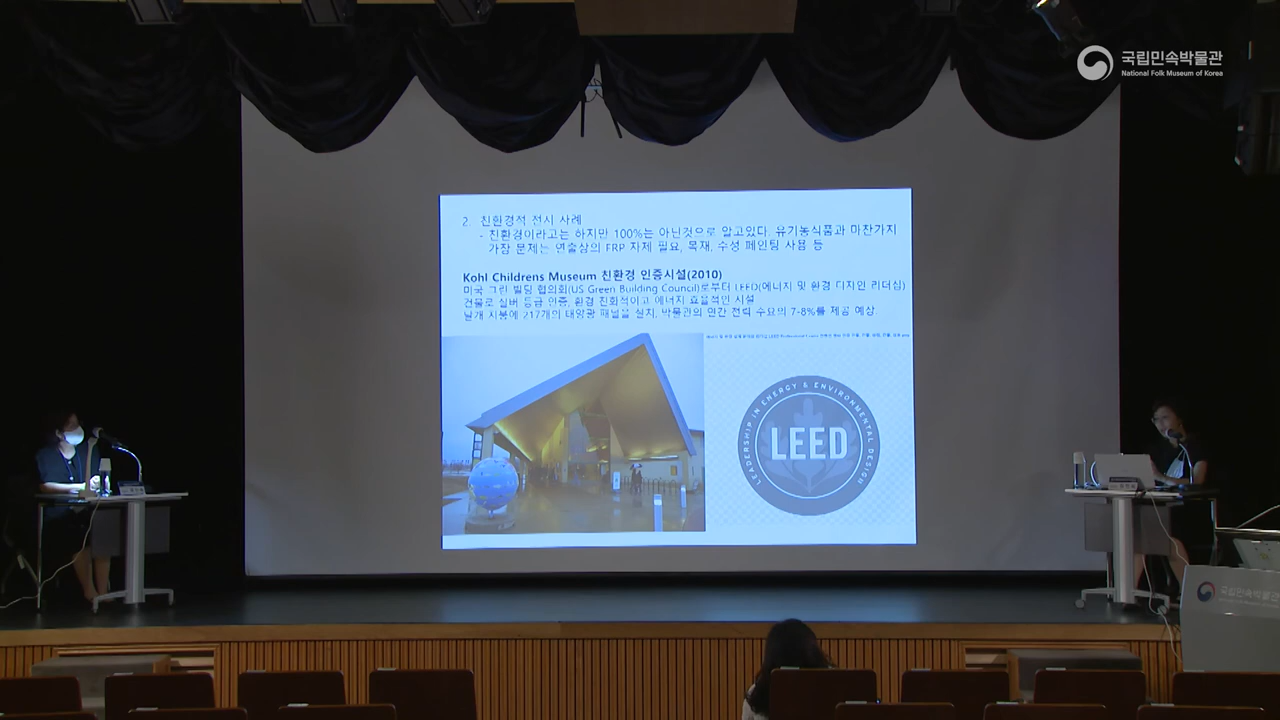 국립민속박물관
National Folk Museum of Korea
2. 친환경적 전시 사례
- 친환경이라고는 하지만 100%는 아닌것으로 알고있다. 유기농식품과 마찬가지
가장 문제는 연출상의 FRP 자체 필요, 목재, 수성 페인팅 사용 등
Kohl Childrens Museum 친환경 인증시설(2010)
미국 그린 빌딩 협의회(US Green Building Council)로부터 LEED(에너지 및 환경 디자인 리더십)
건물로 실버 등급 인증, 환경 친화적이고 에너지 효율적인 시설
날개 지붕에 217개의 태양광 패널을 설치, 박물관의 연간 전력 수요의 7-8%를 제공 예상
LEADERSHIP IN ENERGY & ENVIRONMENTAL DESIGN
LEED